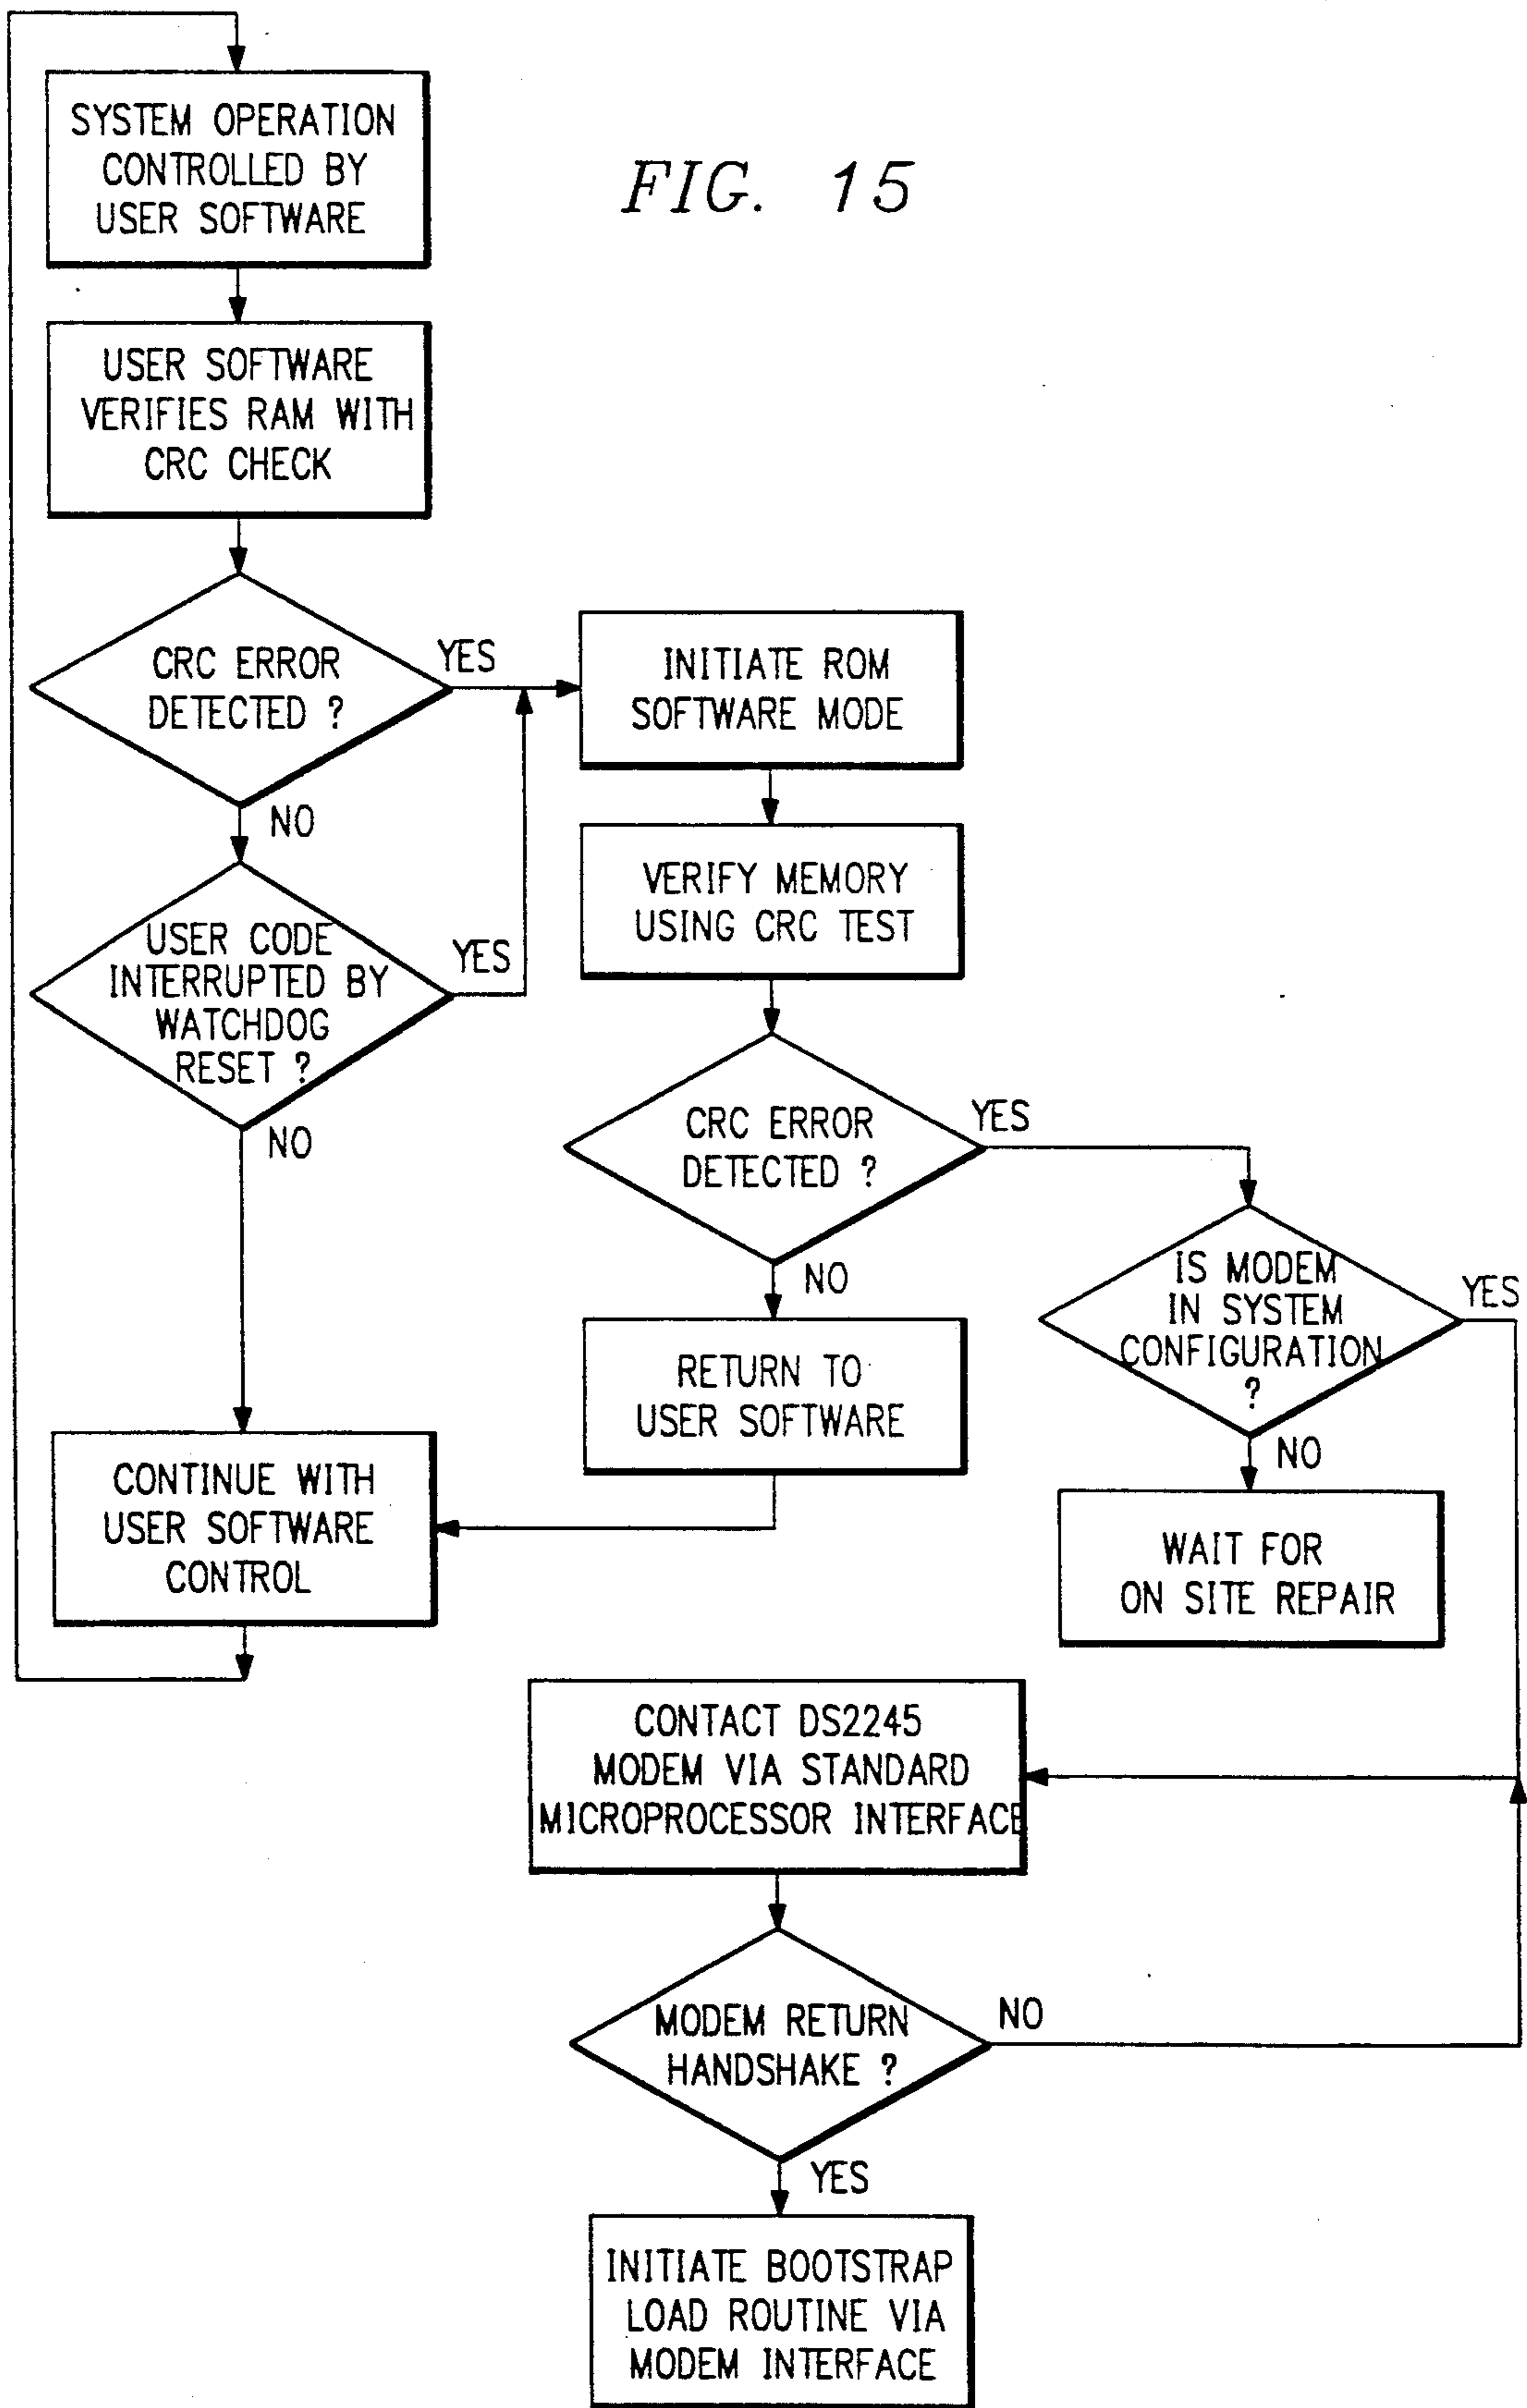 FIG. 15
SYSTEM OPERATION
CONTROLLED BY
USER SOFTWARE
USER SOFTWARE
VERIFIES RAM WITH
CRC CHECK
CRC ERROR
DETECTED ?
YES
NO
USER CODE
INTERRUPTED BY
WATCHDOG
RESET ?
YES
NO
INITIATE ROM
SOFTWARE MODE
VERIFY MEMORY
USING CRC TEST
CRC ERROR
DETECTED ?
YES
NO
RETURN TO
USER SOFTWARE
CONTINUE WITH
USER SOFTWARE
CONTROL
IS MODEM
IN SYSTEM
CONFIGURATION
?
YES
NO
WAIT FOR
ON SITE REPAIR
CONTACT DS2245
MODEM VIA STANDARD
MICROPROCESSOR INTERFACE
MODEM RETURN
HANDSHAKE ?
NO
YES
INITIATE BOOTSTRAP
LOAD ROUTINE VIA
MODEM INTERFACE